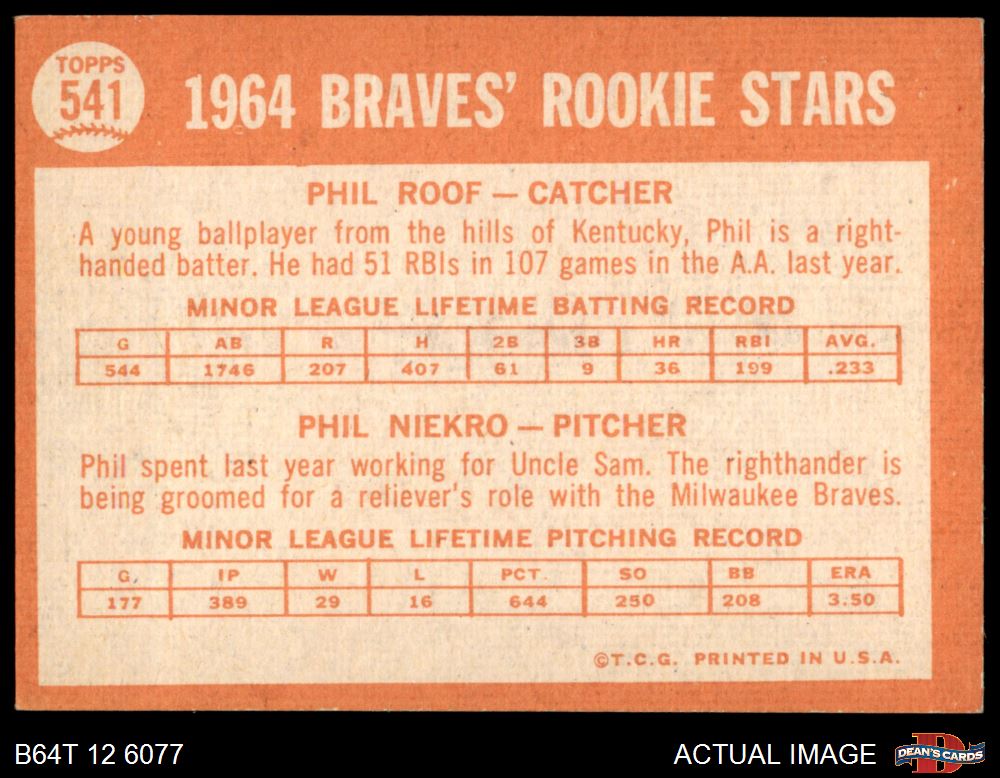 TOPPS
541
1964 BRAVES' ROOKIE STARS
PHIL ROOF — CATCHER
A young ballplayer from the hills of Kentucky, Phil is a right-
handed batter. He had 51 RBIs in 107 games in the A.A. last year.
MINOR LEAGUE LIFETIME BATTING RECORD
G AB R H 2B 3B HR RBI AVG.
544 1746 207 407 61 9 36 199 .233
PHIL NIEKRO — PITCHER
Phil spent last year working for Uncle Sam. The righthander is
being groomed for a reliever's role with the Milwaukee Braves.
MINOR LEAGUE LIFETIME PITCHING RECORD
G. IP W L PCT. SO BB ERA
177 389 29 16 644 250 208 3.50
©T.C.G. PRINTED IN U.S.A.
B64T 12 6077
ACTUAL IMAGE
DEAN'S CARDS